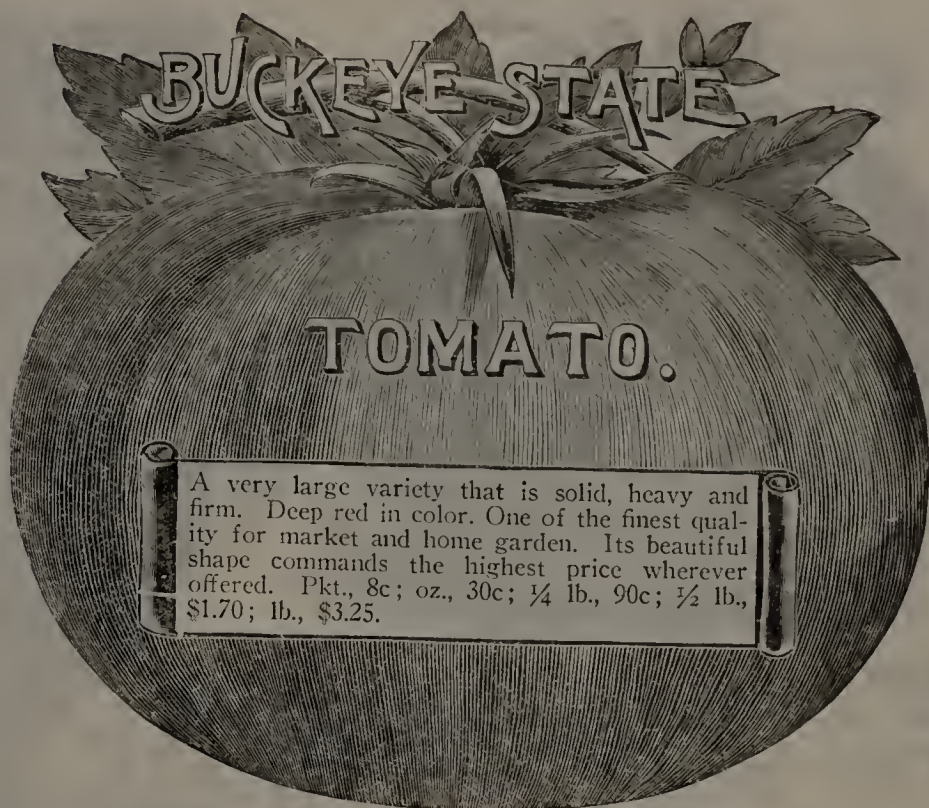 BUCKEYE STATE
TOMATO.
A very large variety that is solid, heavy and
firm. Deep red in color. One of the finest qual-
ity for market and home garden. Its beautiful
shape commands the highest price wherever
offered. Pkt., 8c; oz., 30c; ¼ lb., 90c; ½ lb.,
$1.70; lb., $3.25.